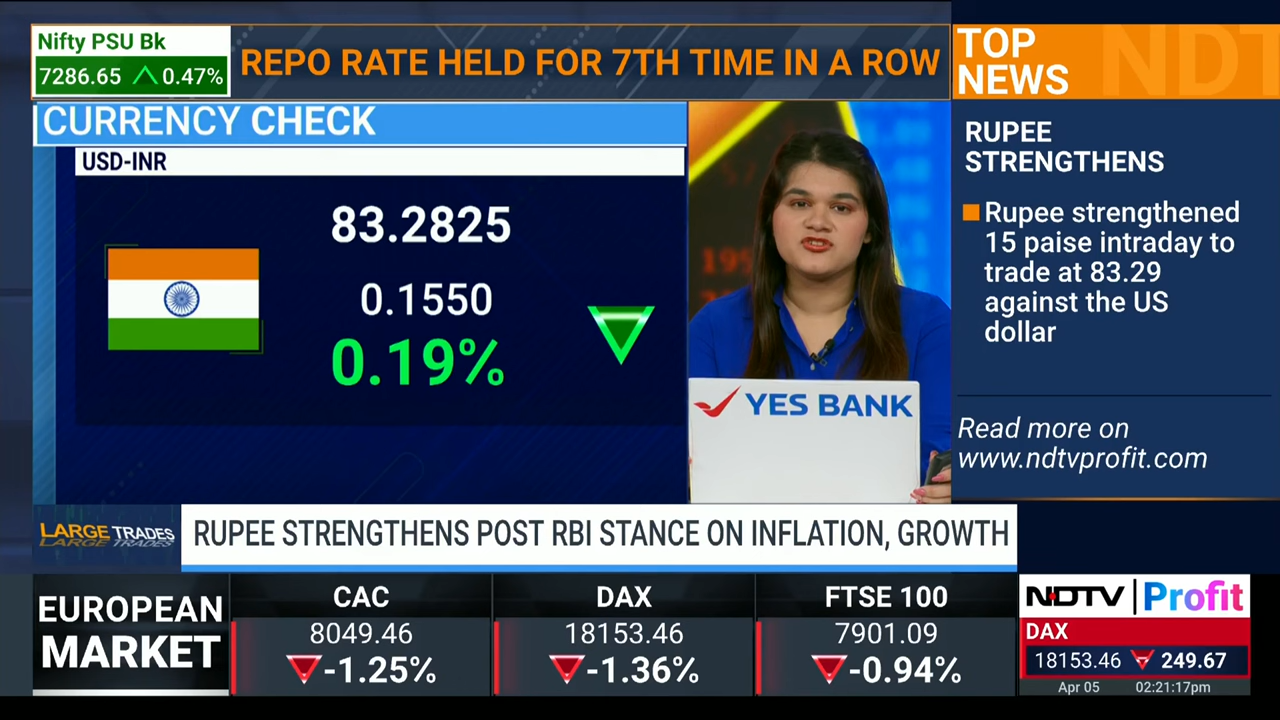 Nifty PSU Bk
7286.65 0.47%
REPO RATE HELD FOR 7TH TIME IN A ROW
TOP
NEWS
NDT
CURRENCY CHECK
USD-INR
83.2825
0.1550
0.19%
YES BANK
RUPEE
STRENGTHENS
Rupee strengthened
15 paise intraday to
trade at 83.29
against the US
dollar
Read more on
www.ndtvprofit.com
LARGE TRADES
RUPEE STRENGTHENS POST RBI STANCE ON INFLATION, GROWTH
EUROPEAN
MARKET
CAC
8049.46
-1.25%
DAX
18153.46
-1.36%
FTSE 100
7901.09
-0.94%
NDTV Profit
DAX
18153.46 249.67
Apr 05 02:21:17pm